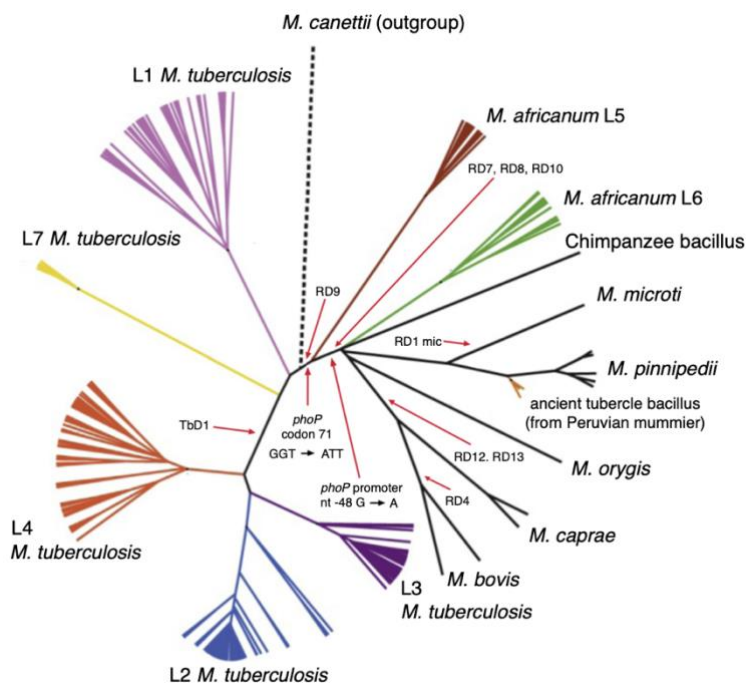 M. canettii (outgroup)
L1 M. tuberculosis
M. africanum L5
RD7, RD8, RD10
M. africanum L6
L7 M. tuberculosis
Chimpanzee bacillus
RD9
M. microti
RD1 mic
M. pinnipedii
ancient tubercle bacillus
(from Peruvian mummier)
TbD1
phoP
codon 71
GGT → ATT
RD12. RD13
M. orygis
phoP promoter
nt -48 G → A
RD4
M. caprae
L4
M. tuberculosis
M. bovis
L3
M. tuberculosis
L2 M. tuberculosis